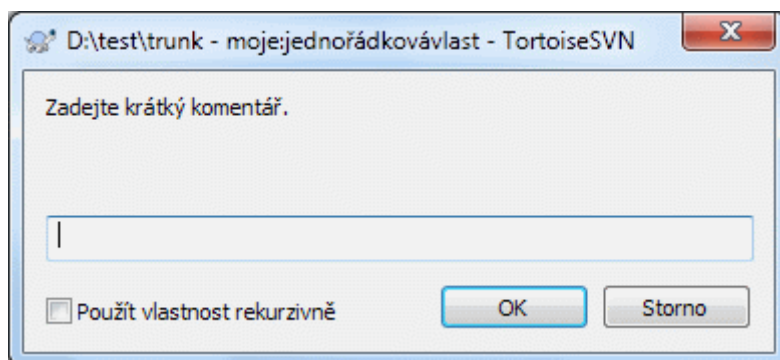 D:\test\trunk - moje:jednořádkovávlast - TortoiseSVN
Zadejte krátký komentář.
Použít vlastnost rekurzivně
OK
Storno